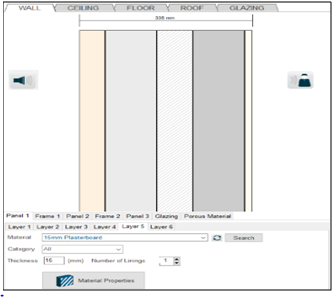 WALL CEILING FLOOR ROOF GLAZING
335 mm
Panel 1 Frame 1 Panel 2 Frame 2 Panel 3 Glazing Porous Material
Layer 1 Layer 2 Layer 3 Layer 4 Layer 5 Layer 6
Material 15mm Plasterboard Search
Category All
Thickness 15 (mm) Number of Linings 1
Material Properties